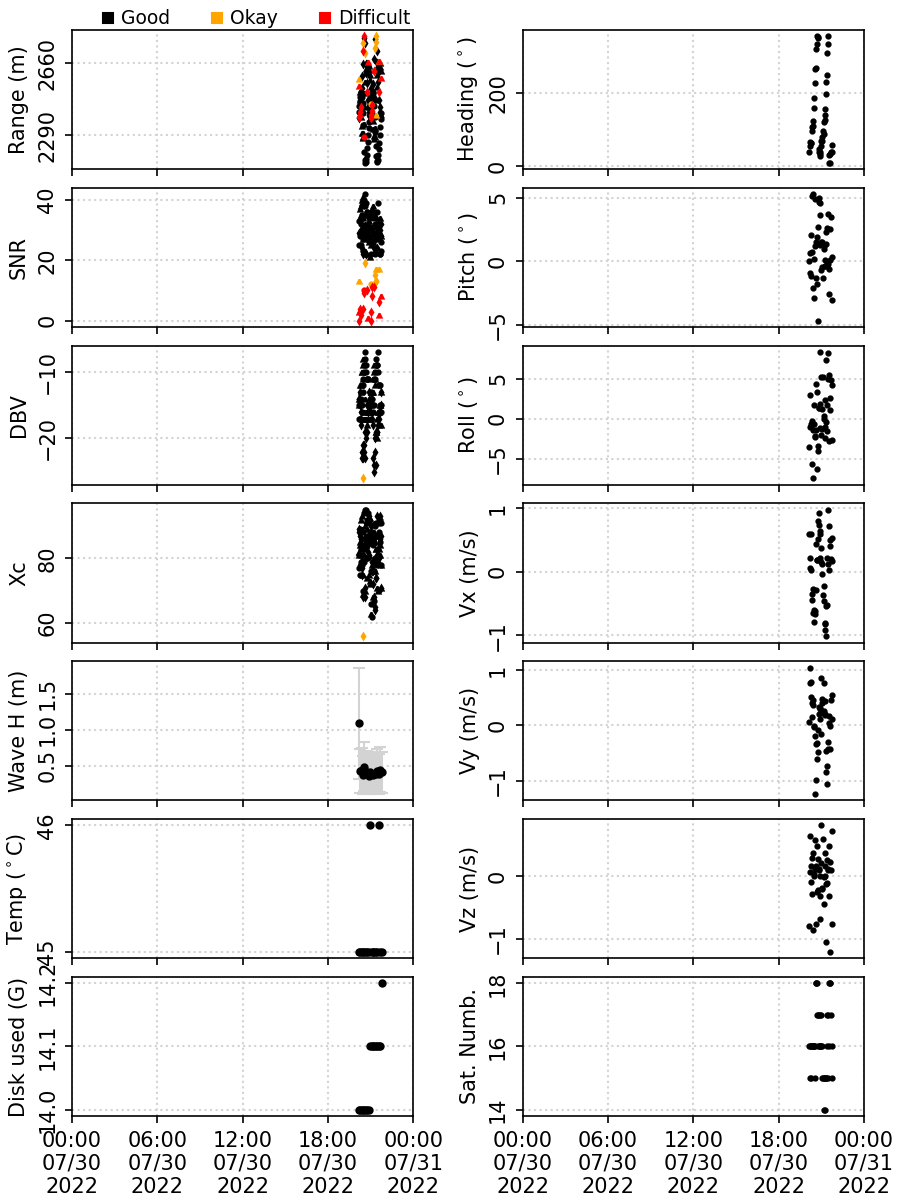 Good Okay Difficult
Range (m)
2660
2290
Heading (°)
200
0
SNR
40
20
0
Pitch (°)
5
0
−5
DBV
−10
−20
Roll (°)
5
0
−5
Xc
80
60
Vx (m/s)
1
0
−1
Wave H (m)
1.5
1.0
0.5
Vy (m/s)
1
0
−1
Temp (°C)
46
45
Vz (m/s)
0
−1
Disk used (G)
14.2
14.1
14.0
Sat. Numb.
18
16
14
00:00 06:00 12:00 18:00 00:00
07/30 07/30 07/30 07/30 07/31
2022 2022 2022 2022 2022
00:00 06:00 12:00 18:00 00:00
07/30 07/30 07/30 07/30 07/31
2022 2022 2022 2022 2022